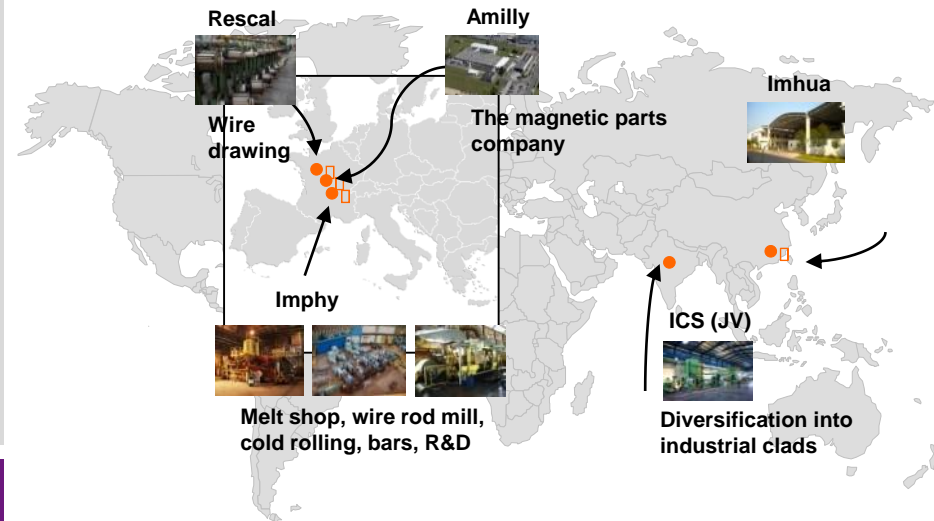 Rescal
Amilly
Imhua
Wire
drawing
The magnetic parts
company
Imphy
ICS (JV)
Melt shop, wire rod mill,
cold rolling, bars, R&D
Diversification into
industrial clads